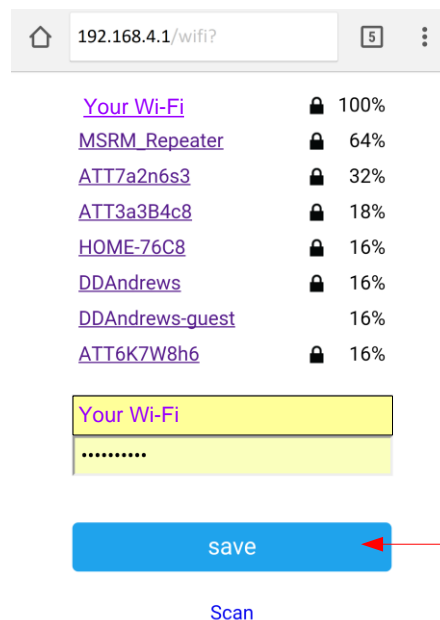 192.168.4.1/wifi? 5
Your Wi-Fi 100%
MSRM_Repeater 64%
ATT7a2n6s3 32%
ATT3a3B4c8 18%
HOME-76C8 16%
DDAndrews 16%
DDAndrews-guest 16%
ATT6K7W8h6 16%
Your Wi-Fi
••••••••••
save
Scan